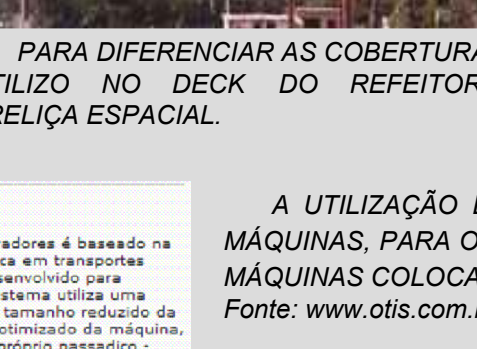 PARA DIFERENCIAR AS COBERTURA
TILIZO NO DECK DO REFEITOR
RELIÇA ESPACIAL.
adores é baseado na
ca em transportes
senvolvido para
stema utiliza uma
tamanho reduzido da
otimizado da máquina,
próprio passadiço -
A UTILIZAÇÃO
MÁQUINAS, PARA O
MÁQUINAS COLOCA
Fonte: www.otis.com.